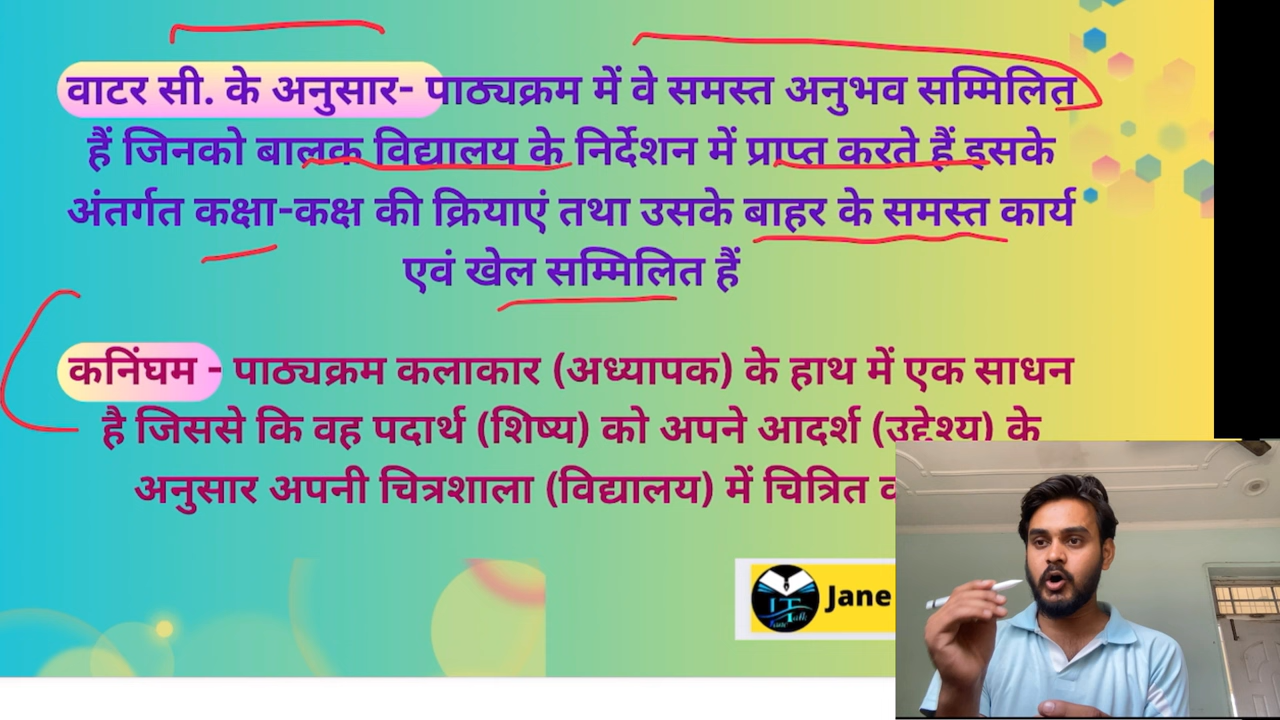 वाटर सी. के अनुसार- पाठ्यक्रम में वे समस्त अनुभव सम्मिलित
हैं जिनको बालक विद्यालय के निर्देशन में प्राप्त करते हैं इसके
अंतर्गत कक्षा-कक्ष की क्रियाएं तथा उसके बाहर के समस्त कार्य
एवं खेल सम्मिलित हैं
कनिंघम - पाठ्यक्रम कलाकार (अध्यापक) के हाथ में एक साधन
है जिससे कि वह पदार्थ (शिष्य) को अपने आदर्श (उद्देश्य) के
अनुसार अपनी चित्रशाला (विद्यालय) में चित्रित
Jane